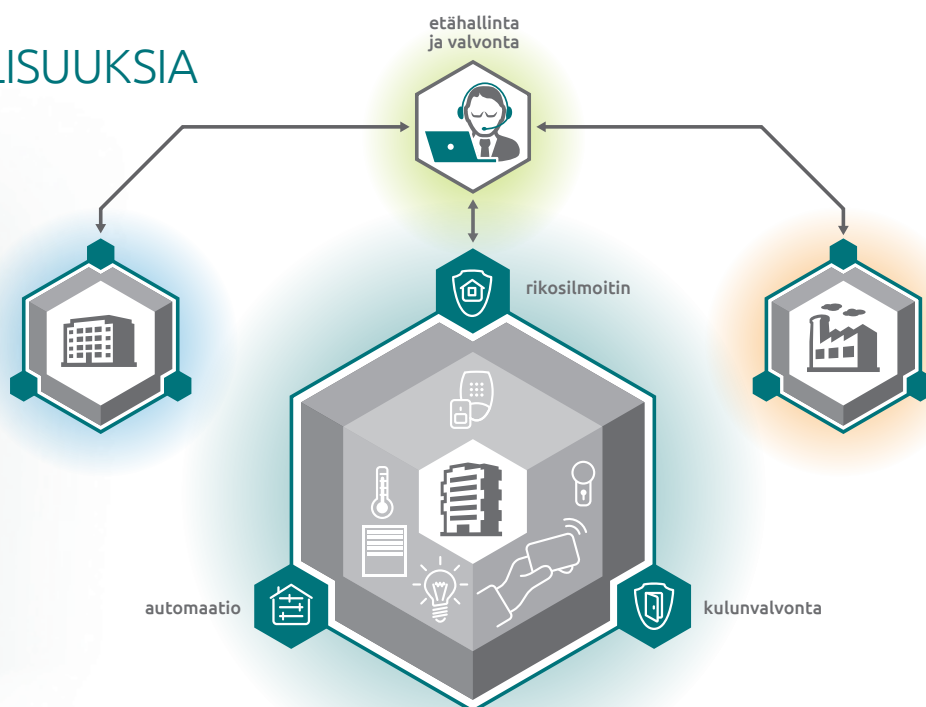 LISUUKSIA
etähallinta
ja valvonta
rikosilmoitin
automaatio
kulunvalvonta